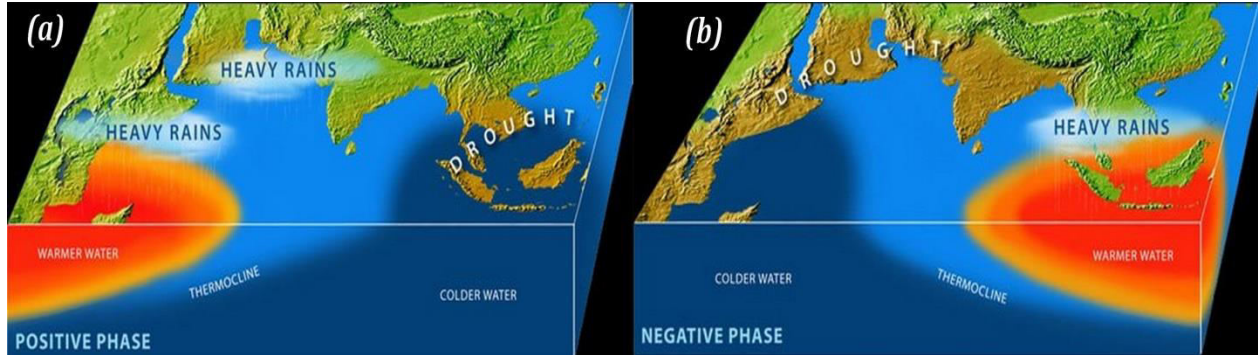 (a)
HEAVY RAINS
HEAVY RAINS
DROUGHT
WARMER WATER
THERMOCLINE
COLDER WATER
POSITIVE PHASE
(b)
DROUGHT
HEAVY RAINS
COLDER WATER
THERMOCLINE
WARMER WATER
NEGATIVE PHASE